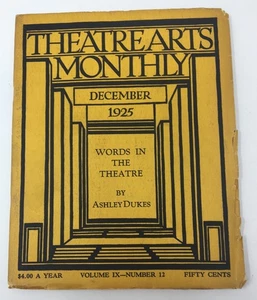 THEATRE ARTS
MONTHLY
DECEMBER
1925
WORDS IN
THE
THEATRE
BY
ASHLEY DUKES
$4.00 A YEAR VOLUME IX—NUMBER 12 FIFTY CENTS